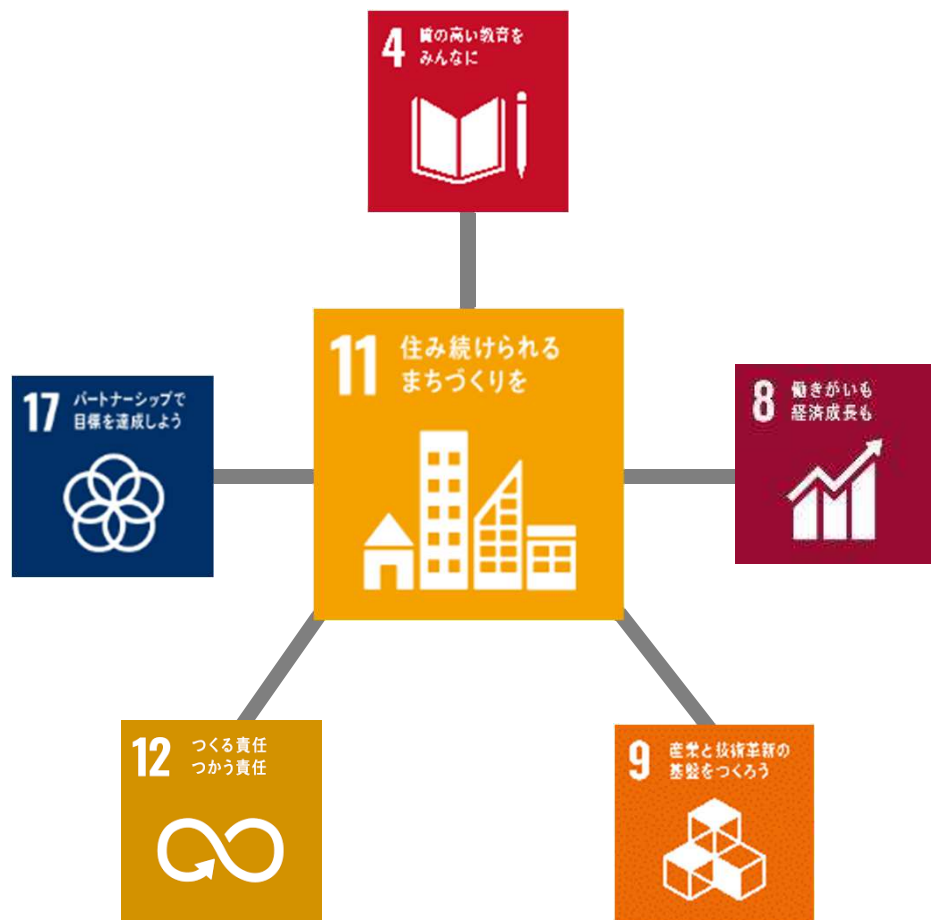 4 質の高い教育を
みんなに
11 住み続けられる
まちづくりを
17 パートナーシップで
目標を達成しよう
8 働きがいも
経済成長も
12 つくる責任
つかう責任
9 産業と技術革新の
基盤をつくろう